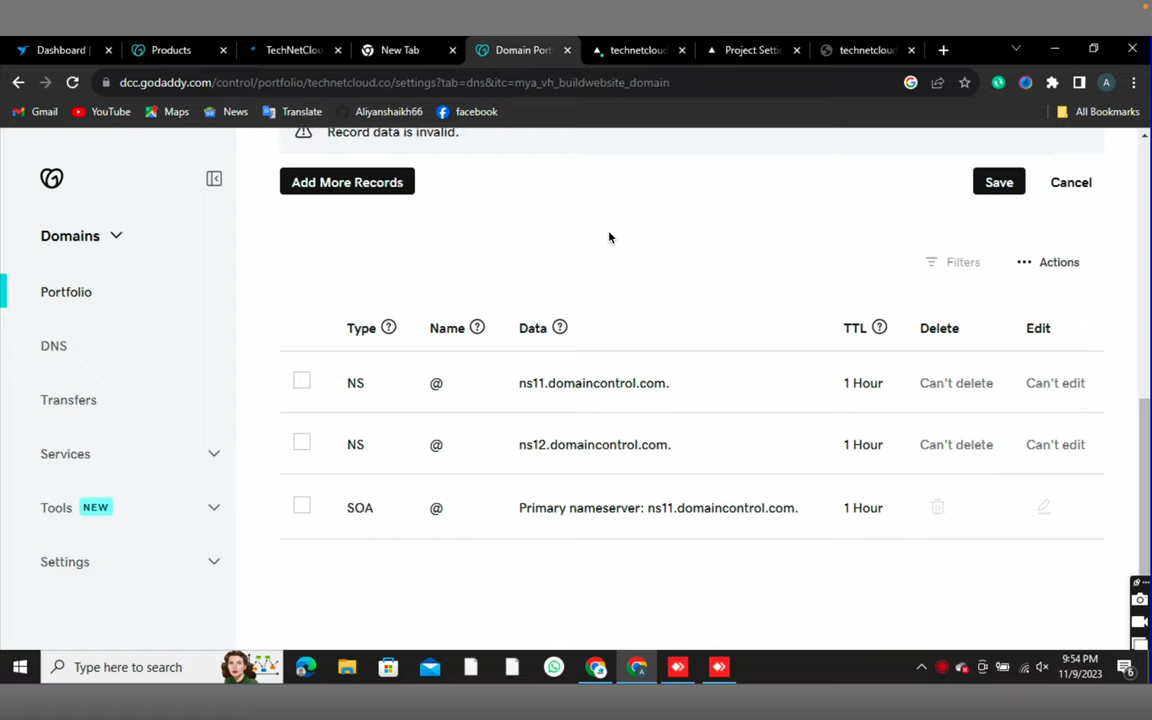 Dashboard
Products
TechNetClou
New Tab
Domain Port
technetcloud
Project Setti
technetcloud
dcc.godaddy.com/control/portfolio/technetcloud.co/settings?tab=dns&itc=mya_vh_buildwebsite_domain
A
Gmail
YouTube
Maps
News
Translate
Aliyanshaikh66
facebook
All Bookmarks
Record data is invalid.
Add More Records
Save
Cancel
Domains
Filters
Actions
Portfolio
Type
Name
Data
TTL
Delete
Edit
DNS
NS @ ns11.domaincontrol.com. 1 Hour Can't delete Can't edit
Transfers
NS @ ns12.domaincontrol.com. 1 Hour Can't delete Can't edit
Services
SOA @ Primary nameserver: ns11.domaincontrol.com. 1 Hour
Tools NEW
Settings
Type here to search
9:54 PM
11/9/2023
6